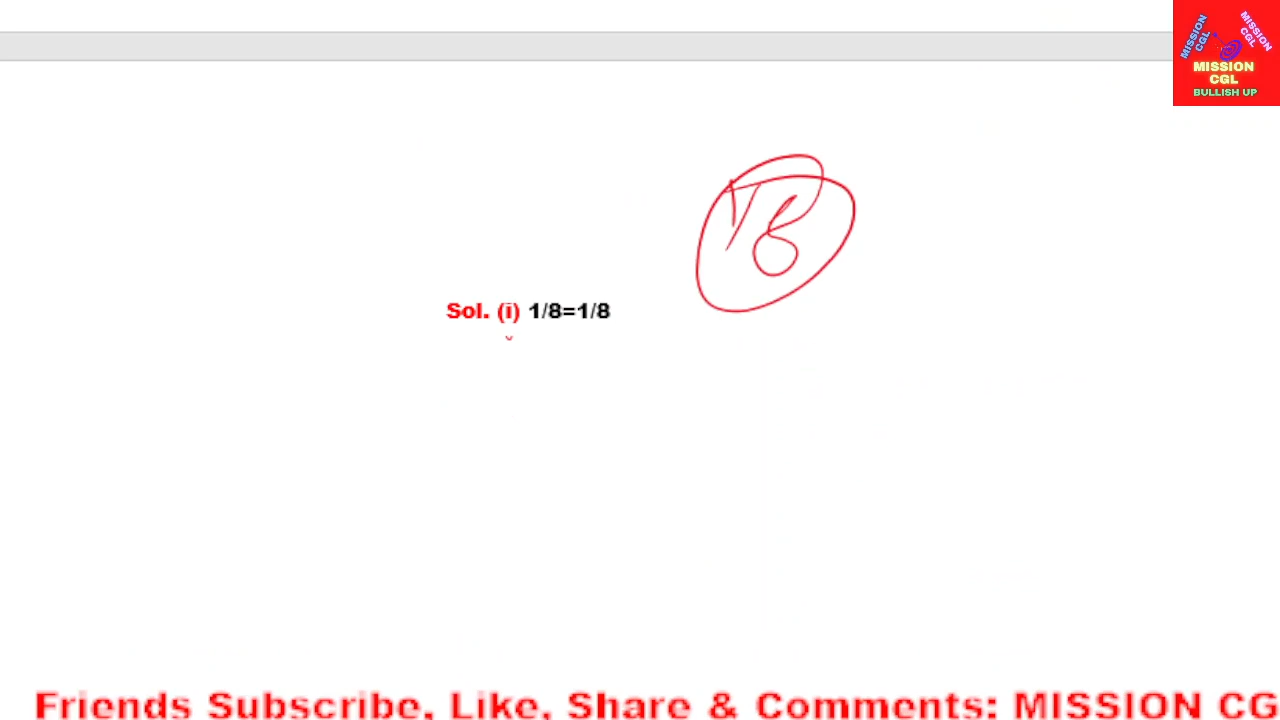 MISSION
CGL
MISSION
CGL
MISSION
CGL
BULLISH UP
Sol. (i) 1/8=1/8
Friends Subscribe, Like, Share & Comments: MISSION CG